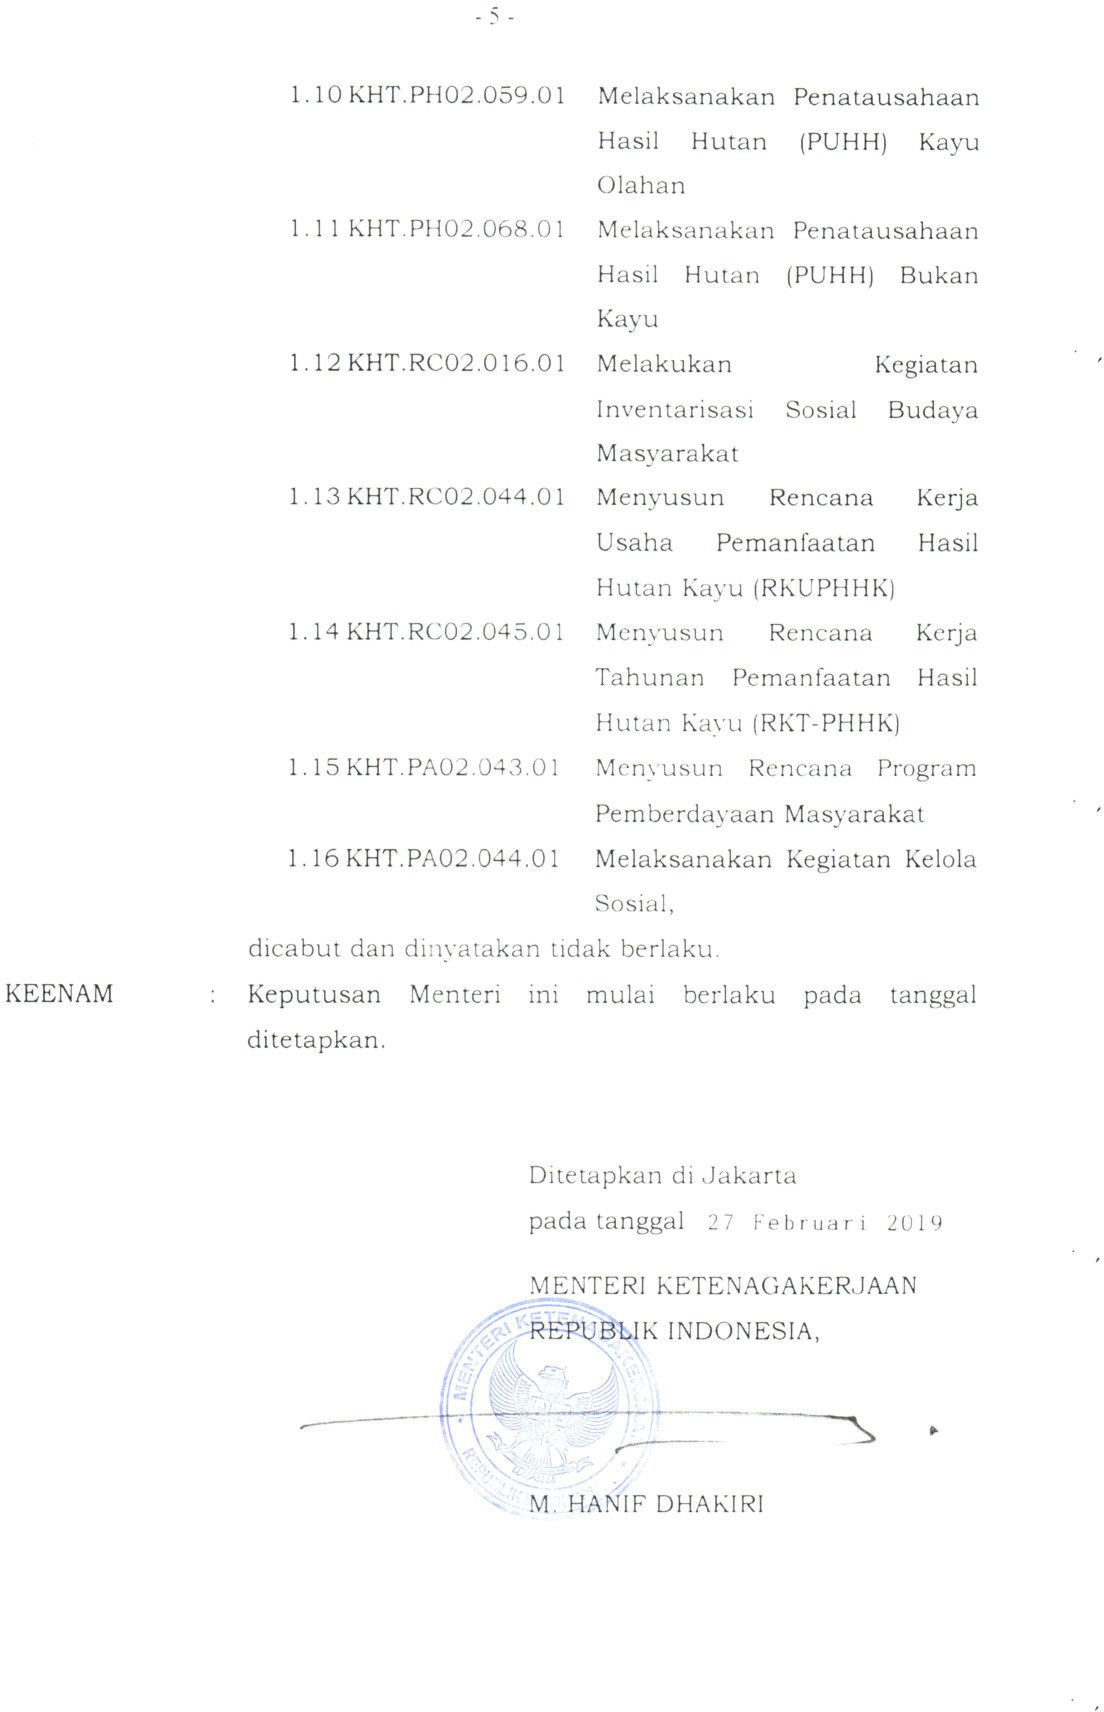 - 5 -
1.10 KHT.PH02.059.01 Melaksanakan Penatausahaan
Hasil Hutan (PUHH) Kayu
Olahan
1.11 KHT.PH02.068.01 Melaksanakan Penatausahaan
Hasil Hutan (PUHH) Bukan
Kayu
1.12 KHT.RC02.016.01 Melakukan Kegiatan
Inventarisasi Sosial Budaya
Masyarakat
1.13 KHT.RC02.044.01 Menyusun Rencana Kerja
Usaha Pemanfaatan Hasil
Hutan Kayu (RKUPHHK)
1.14 KHT.RC02.045.01 Menyusun Rencana Kerja
Tahunan Pemanfaatan Hasil
Hutan Kayu (RKT-PHHK)
1.15 KHT.PA02.043.01 Menyusun Rencana Program
Pemberdayaan Masyarakat
1.16 KHT.PA02.044.01 Melaksanakan Kegiatan Kelola
Sosial,
dicabut dan dinyatakan tidak berlaku.
KEENAM : Keputusan Menteri ini mulai berlaku pada tanggal
ditetapkan.
Ditetapkan di Jakarta
pada tanggal 27 Februari 2019
MENTERI KETENAGAKERJAAN
REPUBLIK INDONESIA,
MENTERI KETENAGAKERJAAN
REPUBLIK
M. HANIF DHAKIRI